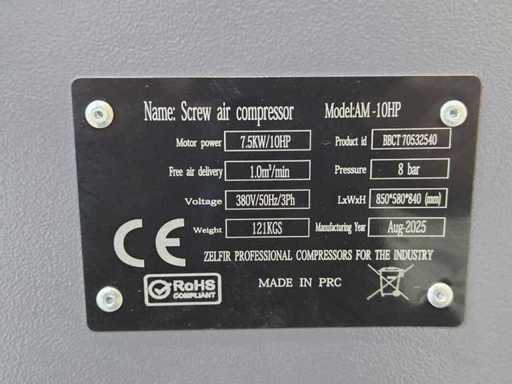 Name: Screw air compressor Model:AM -10HP
Motor power 7.5KW/10HP Product id BBCT 70532540
Free air delivery 1.0m³/min Pressure 8 bar
Voltage 380V/50Hz/3Ph LxWxH 850*580*840 (mm)
Weight 121KGS Manufacturing Year Aug-2025
CE
ZELFIR PROFESSIONAL COMPRESSORS FOR THE INDUSTRY
RoHS
COMPLIANT
MADE IN PRC